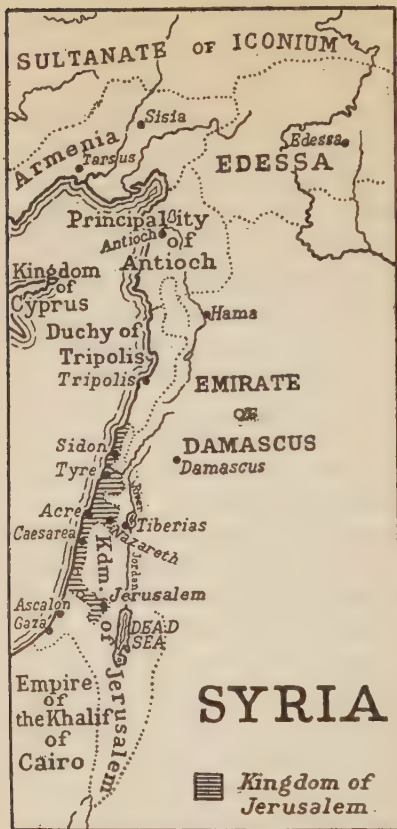 SULTANATE OF ICONIUM
Sisia
Armenia
Tarsus
Edessa
EDESSA
Principality
Antioch
of
Antioch
Kingdom
of
Cyprus
Hama
Duchy of
Tripolis
Tripolis
EMIRATE
OF
DAMASCUS
Damascus
Sidon
Tyre
River
Acre
Tiberias
Caesarea
Nazareth
Jordan
Kdm. of Jerusalem
Jerusalem
Ascalon
Gaza
DEAD
SEA
Empire
of
the Khalif
of
Cairo
SYRIA
Kingdom of
Jerusalem